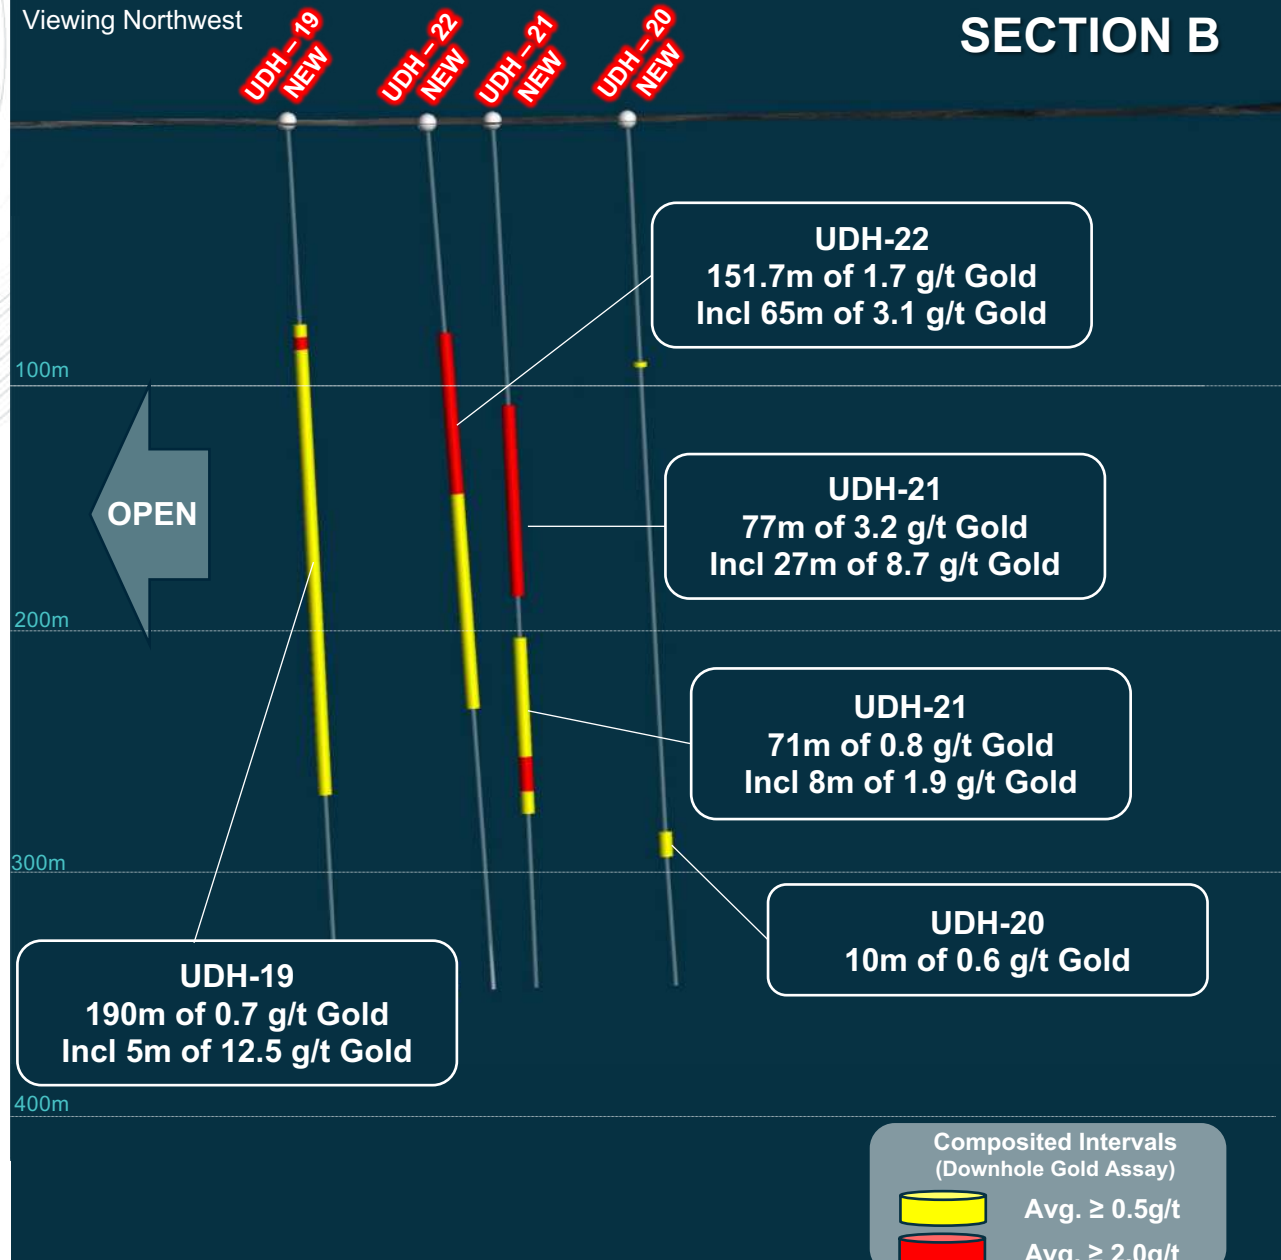 Viewing Northwest
SECTION B
UDH – 19
NEW
UDH – 22
NEW
UDH – 21
NEW
UDH – 20
NEW
UDH-22
151.7m of 1.7 g/t Gold
Incl 65m of 3.1 g/t Gold
100m
UDH-21
77m of 3.2 g/t Gold
Incl 27m of 8.7 g/t Gold
OPEN
200m
UDH-21
71m of 0.8 g/t Gold
Incl 8m of 1.9 g/t Gold
300m
UDH-20
10m of 0.6 g/t Gold
UDH-19
190m of 0.7 g/t Gold
Incl 5m of 12.5 g/t Gold
400m
Composited Intervals
(Downhole Gold Assay)
Avg. ≥ 0.5g/t
Avg. ≥ 2.0g/t